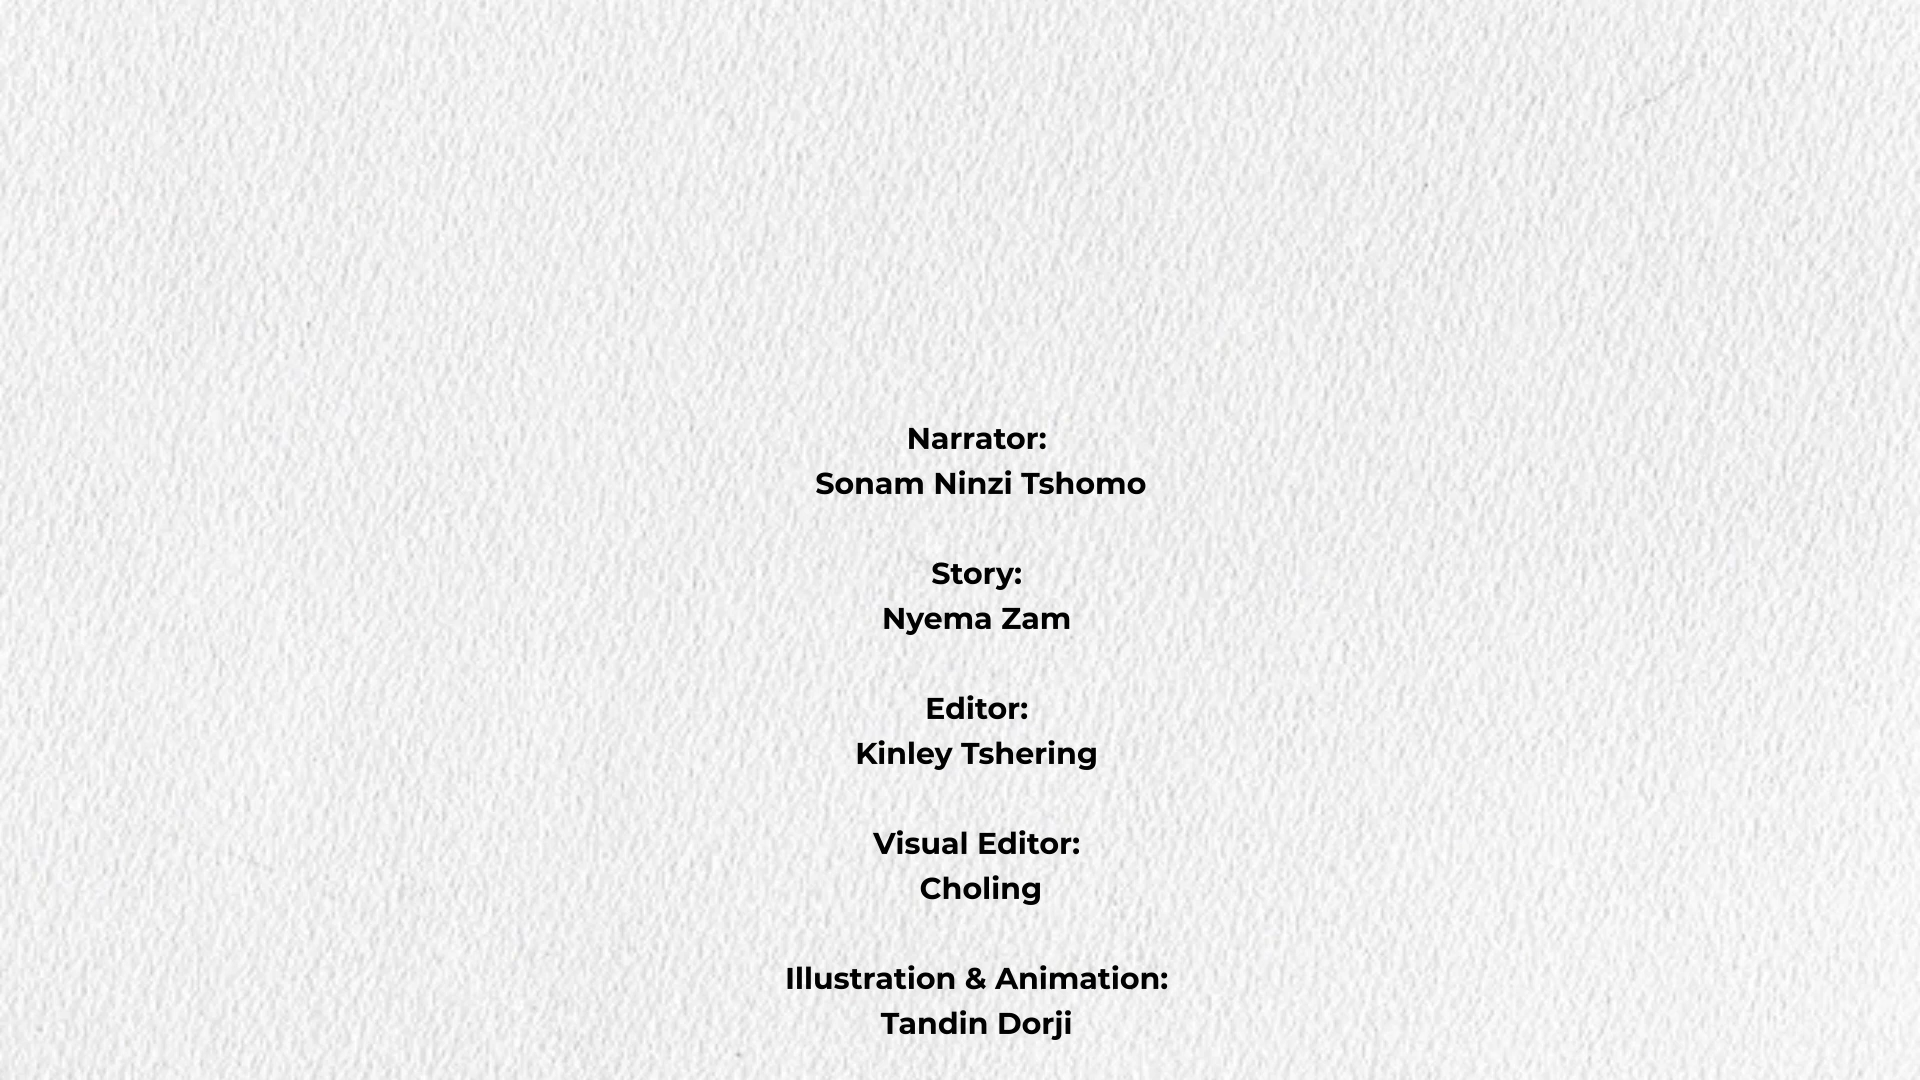 Narrator:
Sonam Ninzi Tshomo
Story:
Nyema Zam
Editor:
Kinley Tshering
Visual Editor:
Choling
Illustration & Animation:
Tandin Dorji